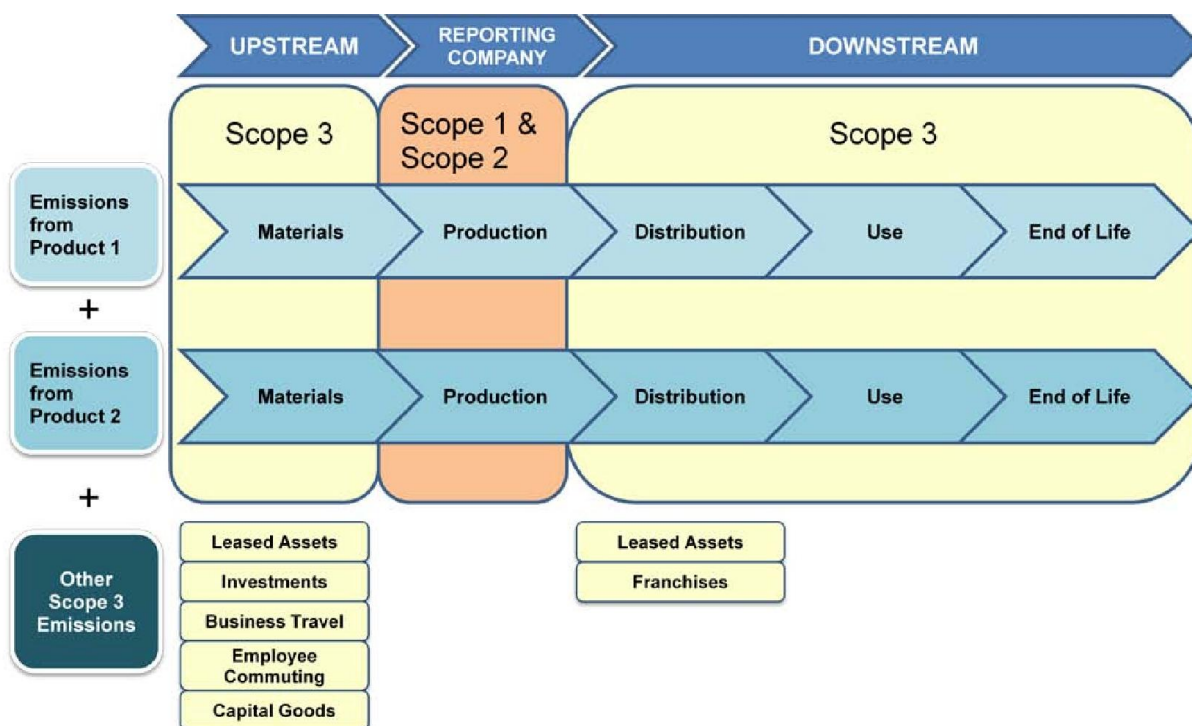 UPSTREAM
REPORTING
COMPANY
DOWNSTREAM
Scope 3
Scope 1 &
Scope 2
Scope 3
Emissions
from
Product 1
Materials
Production
Distribution
Use
End of Life
+
Emissions
from
Product 2
Materials
Production
Distribution
Use
End of Life
+
Other
Scope 3
Emissions
Leased Assets
Investments
Business Travel
Employee
Commuting
Capital Goods
Leased Assets
Franchises